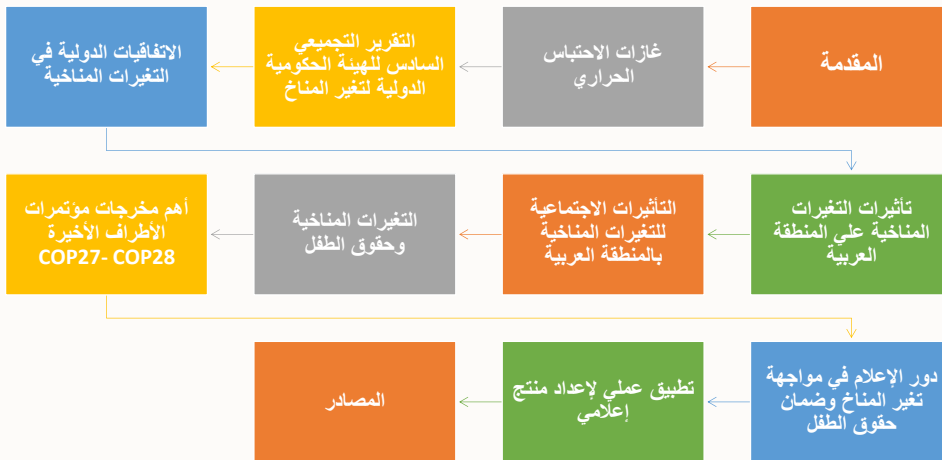 المقدمة
غازات الاحتباس
الحراري
التقرير التجميعي
السادس للهيئة الحكومية
الدولية لتغير المناخ
الاتفاقيات الدولية في
التغيرات المناخية
تأثيرات التغيرات
المناخية علي المنطقة
العربية
التأثيرات الاجتماعية
للتغيرات المناخية
بالمنطقة العربية
التغيرات المناخية
وحقوق الطفل
أهم مخرجات مؤتمرات
الأطراف الأخيرة
COP27- COP28
دور الإعلام في مواجهة
تغير المناخ وضمان
حقوق الطفل
تطبيق عملي لإعداد منتج
إعلامي
المصادر